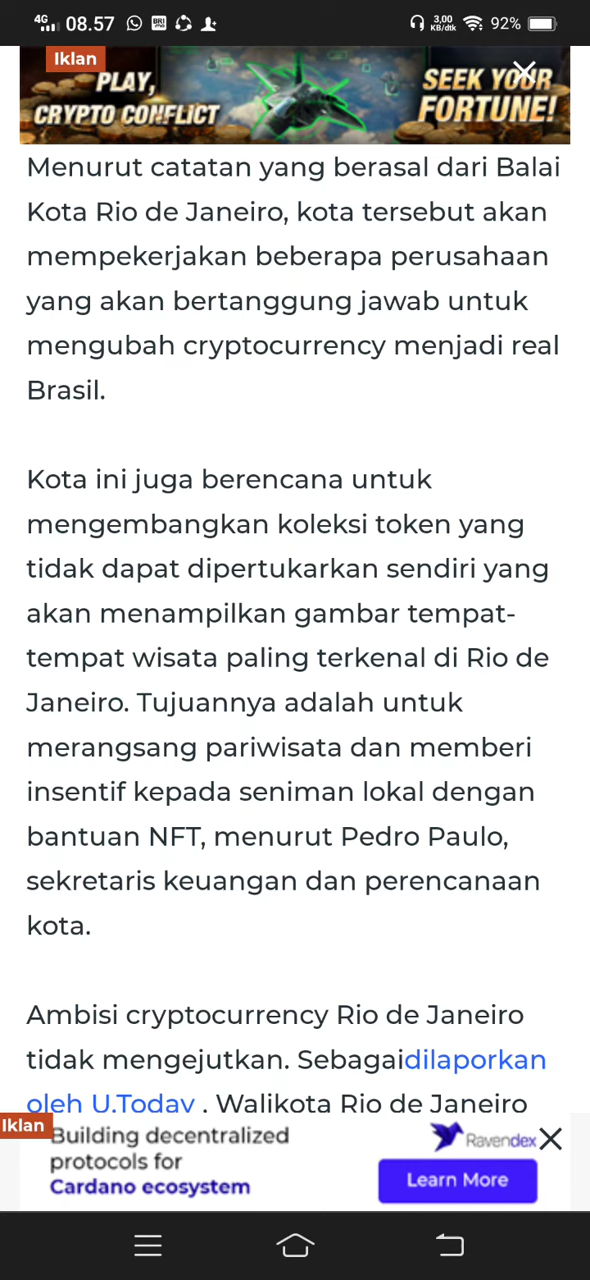 4G 08.57 BRI mo 3,00 KB/dtk 92%
Iklan
PLAY,
CRYPTO CONFLICT
SEEK YOUR
FORTUNE!
Menurut catatan yang berasal dari Balai
Kota Rio de Janeiro, kota tersebut akan
mempekerjakan beberapa perusahaan
yang akan bertanggung jawab untuk
mengubah cryptocurrency menjadi real
Brasil.
Kota ini juga berencana untuk
mengembangkan koleksi token yang
tidak dapat dipertukarkan sendiri yang
akan menampilkan gambar tempat-
tempat wisata paling terkenal di Rio de
Janeiro. Tujuannya adalah untuk
merangsang pariwisata dan memberi
insentif kepada seniman lokal dengan
bantuan NFT, menurut Pedro Paulo,
sekretaris keuangan dan perencanaan
kota.
Ambisi cryptocurrency Rio de Janeiro
tidak mengejutkan. Sebagaidilaporkan
oleh U.Today . Walikota Rio de Janeiro
Iklan
Building decentralized
protocols for
Cardano ecosystem
Ravendex
Learn More